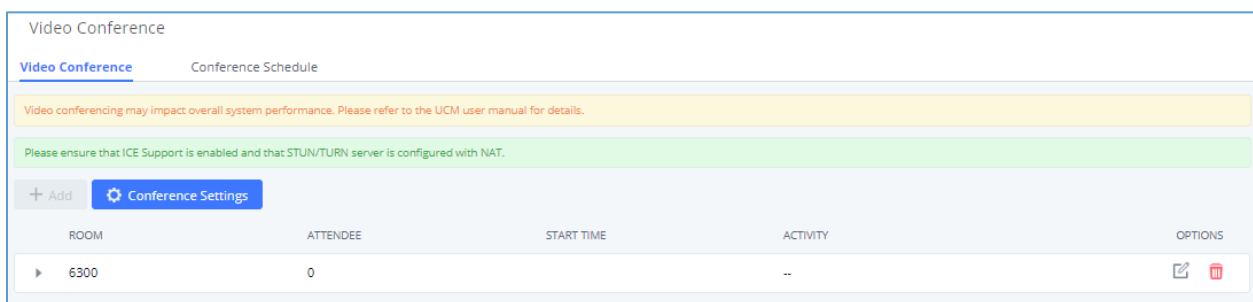 Video Conference
Video Conference Conference Schedule
Video conferencing may impact overall system performance. Please refer to the UCM user manual for details.
Please ensure that ICE Support is enabled and that STUN/TURN server is configured with NAT.
+ Add Conference Settings
ROOM ATTENDEE START TIME ACTIVITY OPTIONS
6300 0 --